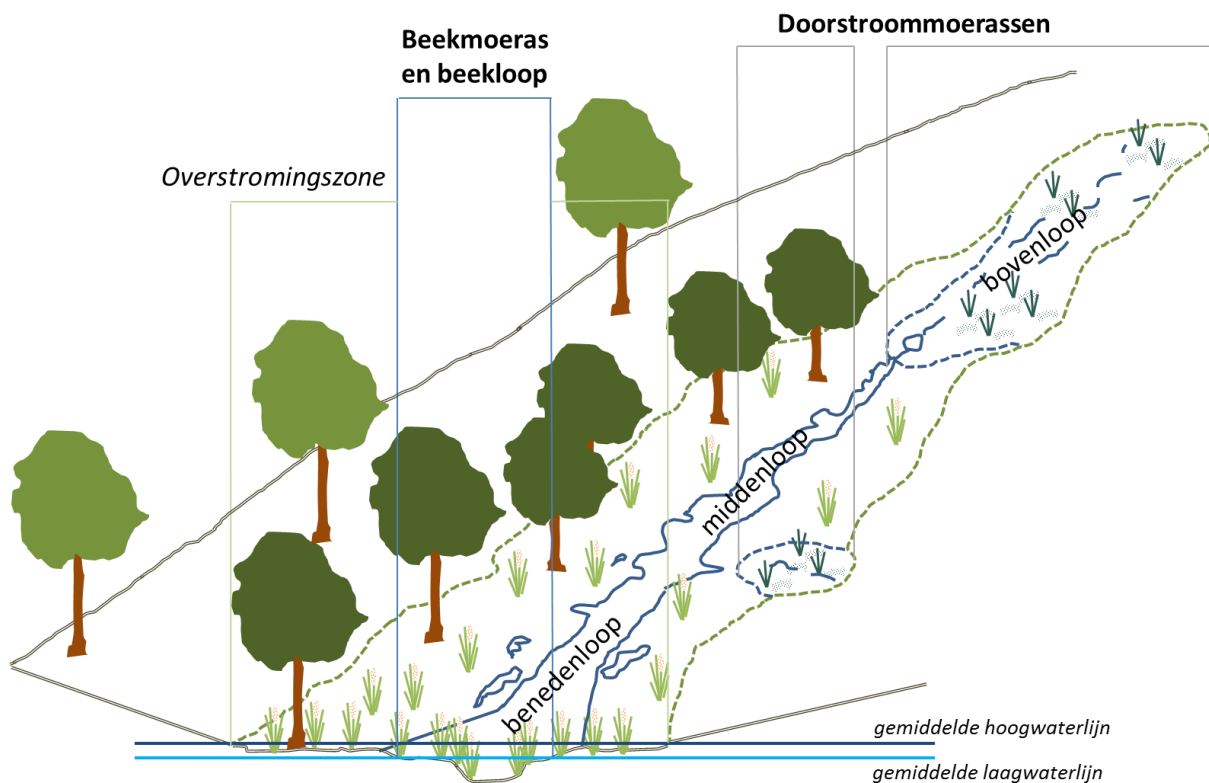 Doorstroommoerassen
Beekmoeras
en beekloop
Overstromingszone
bovenloop
middenloop
benedenloop
gemiddelde hoogwaterlijn
gemiddelde laagwaterlijn